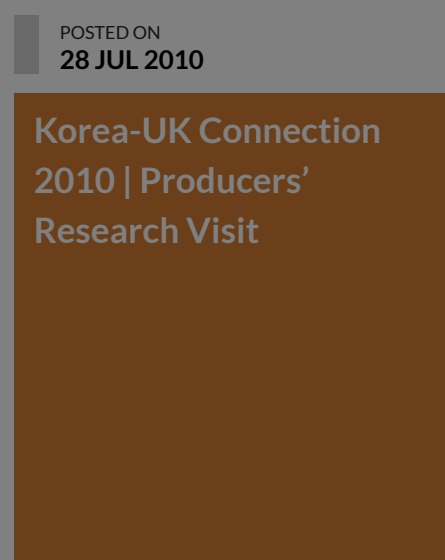 POSTED ON
28 JUL 2010
Korea-UK Connection
2010 | Producers’
Research Visit